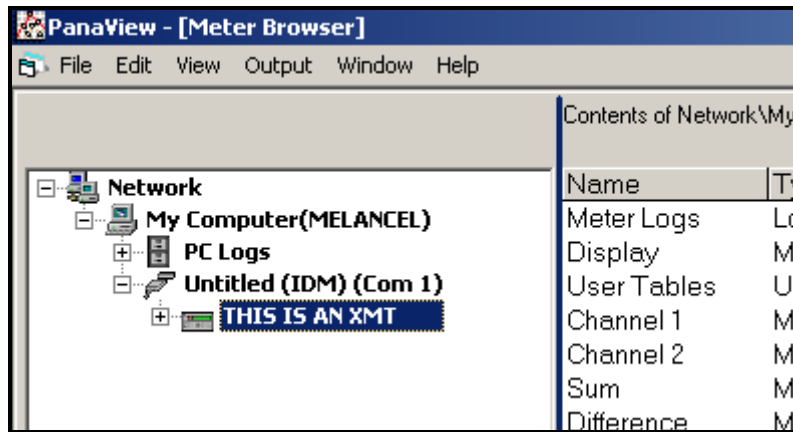 PanaView - [Meter Browser]
File Edit View Output Window Help
Contents of Network\My
Network
My Computer(MELANCEL)
PC Logs
Untitled (IDM) (Com 1)
THIS IS AN XMT
Name
Meter Logs
Display
User Tables
Channel 1
Channel 2
Sum
Difference